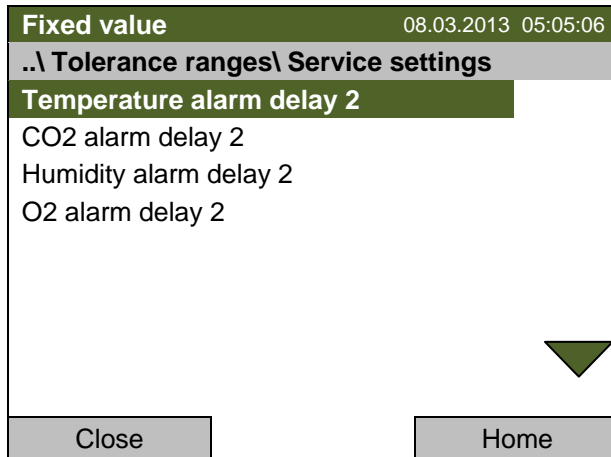 Fixed value 08.03.2013 05:05:06
..\ Tolerance ranges\ Service settings
Temperature alarm delay 2
CO2 alarm delay 2
Humidity alarm delay 2
O2 alarm delay 2
Close Home